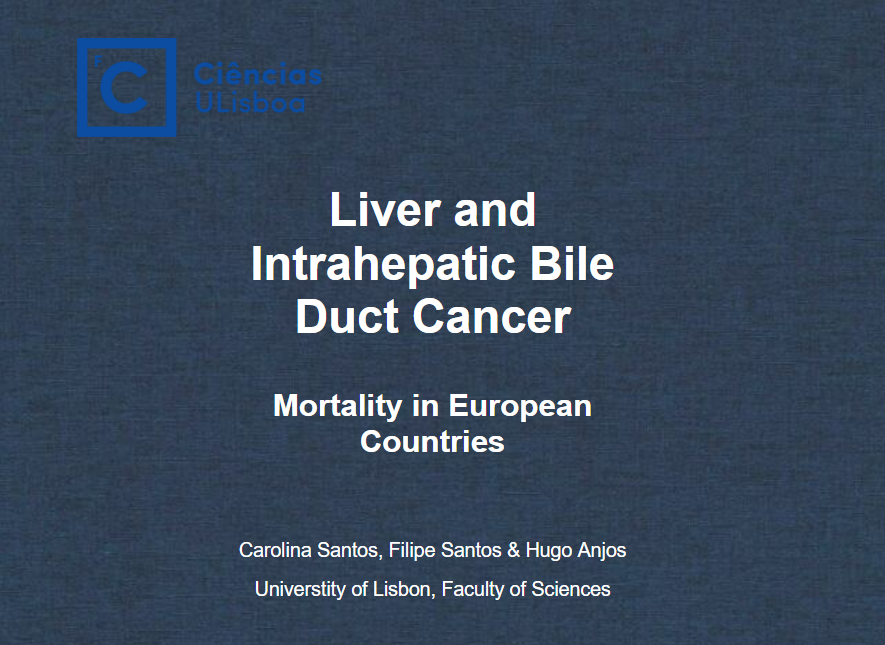 F
C
Ciências
ULisboa
Liver and
Intrahepatic Bile
Duct Cancer
Mortality in European
Countries
Carolina Santos, Filipe Santos & Hugo Anjos
Universtity of Lisbon, Faculty of Sciences